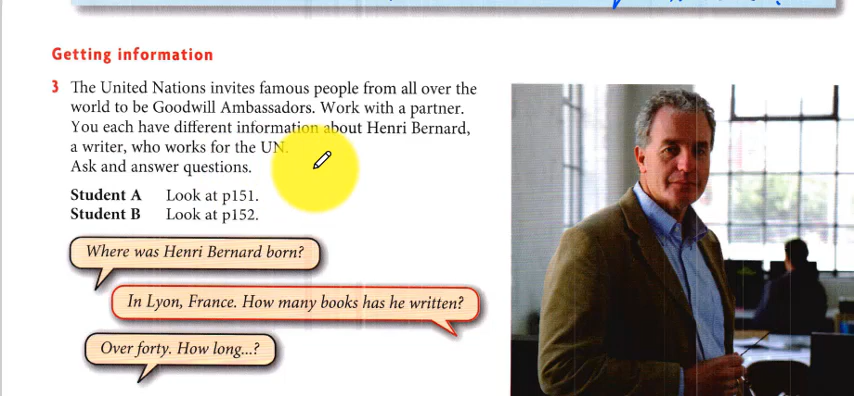 Getting information
3 The United Nations invites famous people from all over the
world to be Goodwill Ambassadors. Work with a partner.
You each have different information about Henri Bernard,
a writer, who works for the UN.
Ask and answer questions.
Student A Look at p151.
Student B Look at p152.
Where was Henri Bernard born?
In Lyon, France. How many books has he written?
Over forty. How long...?